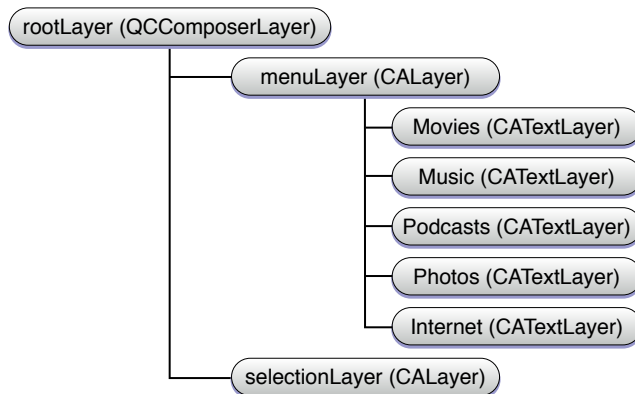 rootLayer (QCComposerLayer)
menuLayer (CALayer)
Movies (CATextLayer)
Music (CATextLayer)
Podcasts (CATextLayer)
Photos (CATextLayer)
Internet (CATextLayer)
selectionLayer (CALayer)